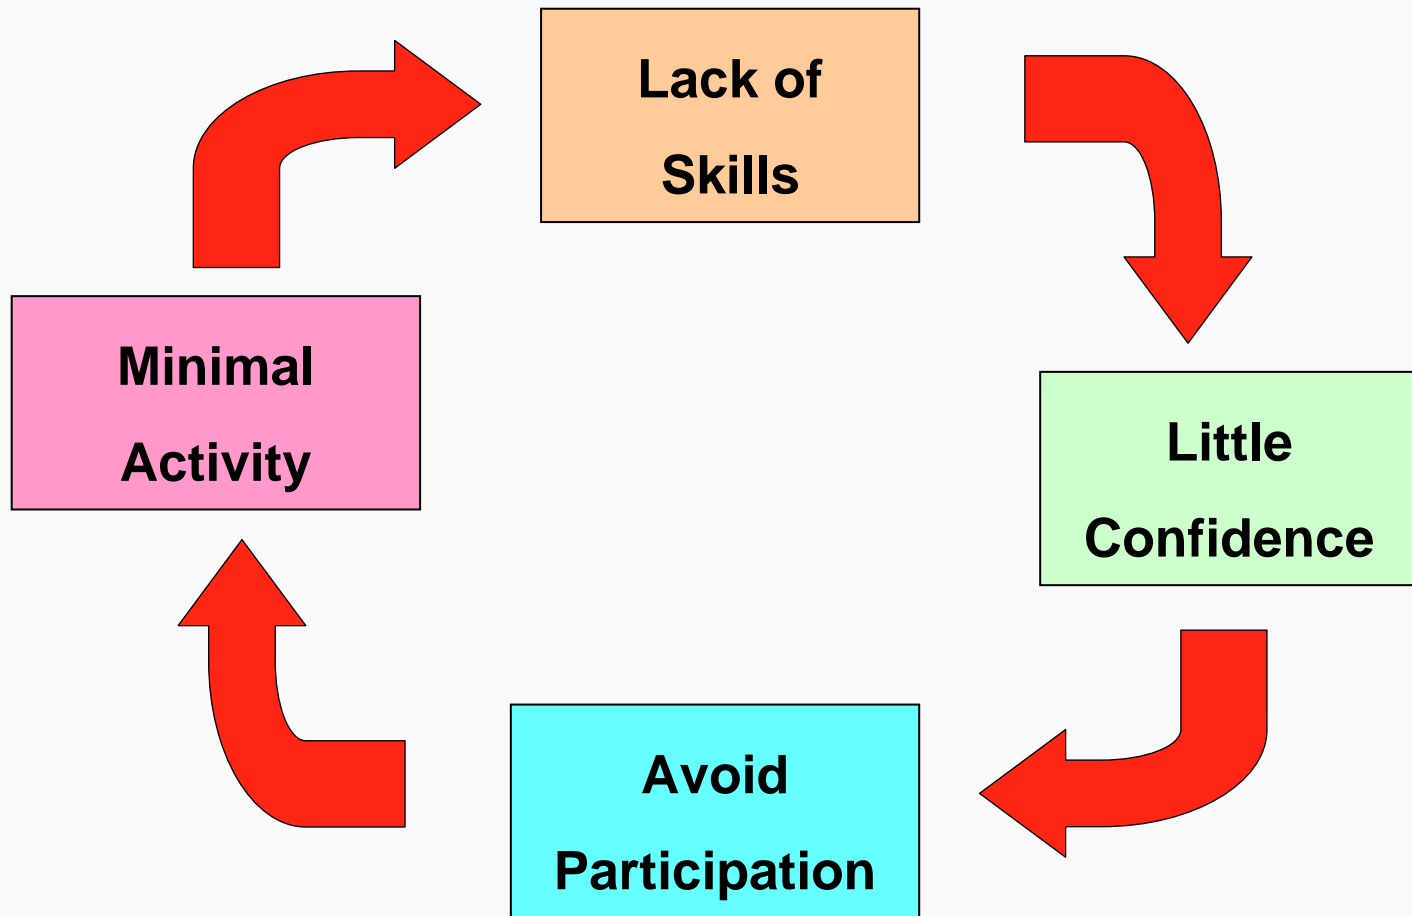 Lack of
Skills
Minimal
Activity
Little
Confidence
Avoid
Participation